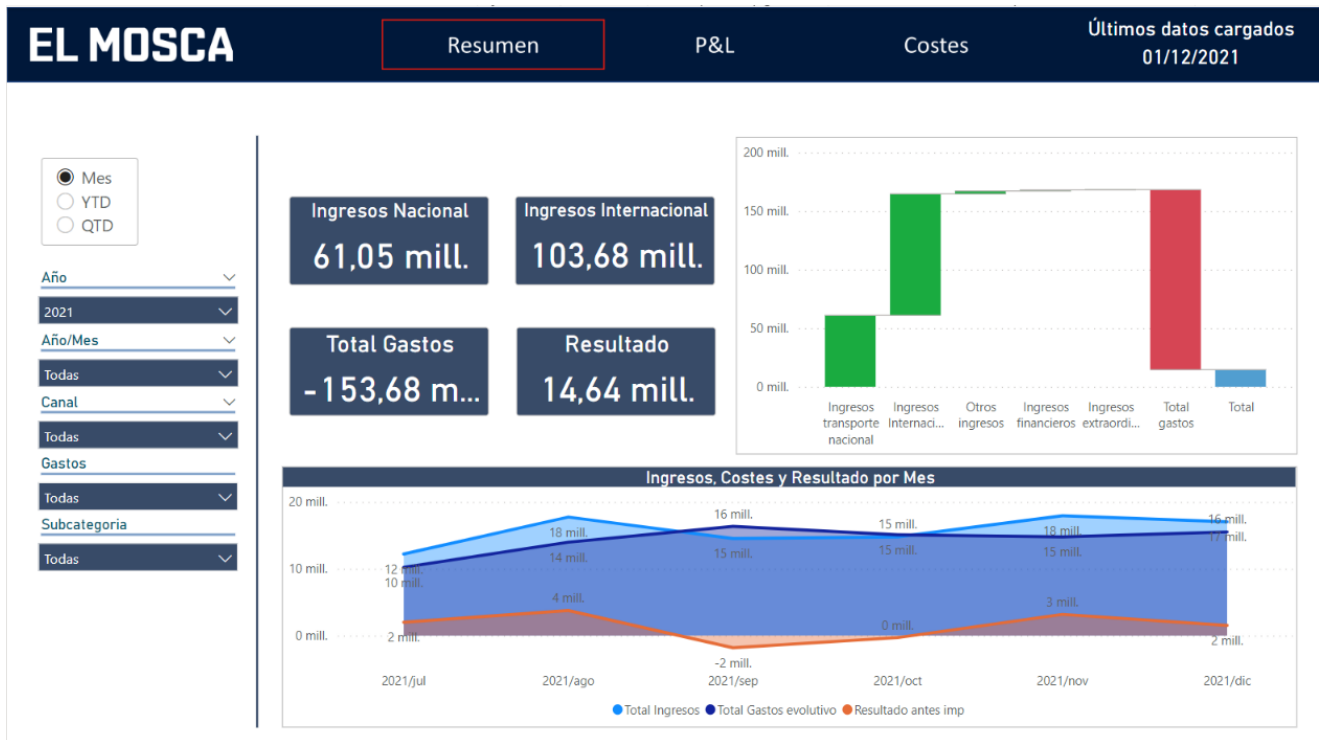 EL MOSCA
Resumen
P&L
Costes
Últimos datos cargados
01/12/2021
Mes
YTD
QTD
Año
2021
Año/Mes
Todas
Canal
Todas
Gastos
Todas
Subcategoria
Todas
Ingresos Nacional
61,05 mill.
Ingresos Internacional
103,68 mill.
Total Gastos
-153,68 m...
Resultado
14,64 mill.
200 mill.
150 mill.
100 mill.
50 mill.
0 mill.
Ingresos
transporte
nacional
Ingresos
Internaci...
Otros
ingresos
Ingresos
financieros
Ingresos
extraordi...
Total
gastos
Total
Ingresos, Costes y Resultado por Mes
20 mill.
10 mill.
0 mill.
12 mill.
10 mill.
2 mill.
18 mill.
14 mill.
4 mill.
16 mill.
15 mill.
-2 mill.
15 mill.
15 mill.
0 mill.
18 mill.
15 mill.
3 mill.
16 mill.
17 mill.
2 mill.
2021/jul
2021/ago
2021/sep
2021/oct
2021/nov
2021/dic
Total Ingresos
Total Gastos evolutivo
Resultado antes imp